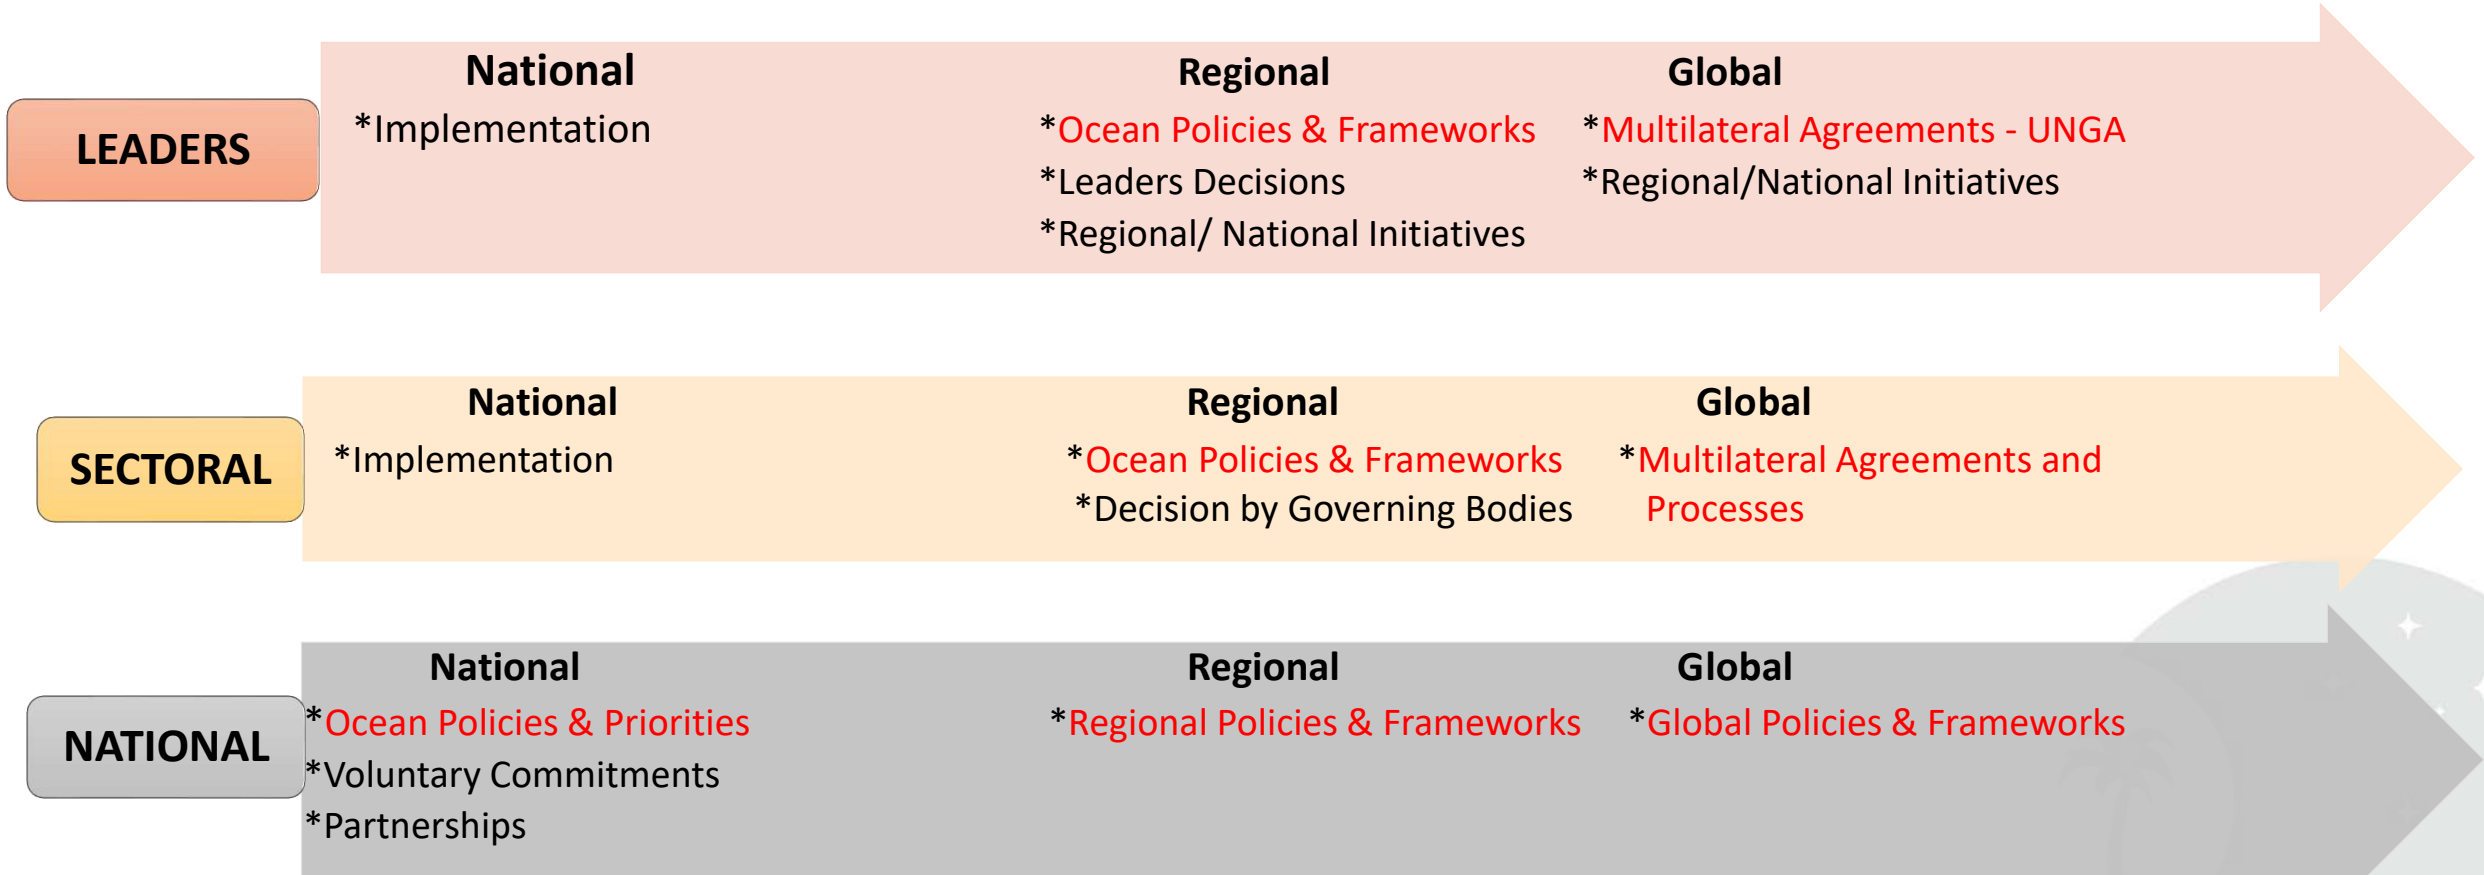 LEADERS
National
*Implementation
Regional
*Ocean Policies & Frameworks
*Leaders Decisions
*Regional/ National Initiatives
Global
*Multilateral Agreements - UNGA
*Regional/National Initiatives
SECTORAL
National
*Implementation
Regional
*Ocean Policies & Frameworks
*Decision by Governing Bodies
Global
*Multilateral Agreements and
Processes
NATIONAL
National
*Ocean Policies & Priorities
*Voluntary Commitments
*Partnerships
Regional
*Regional Policies & Frameworks
Global
*Global Policies & Frameworks